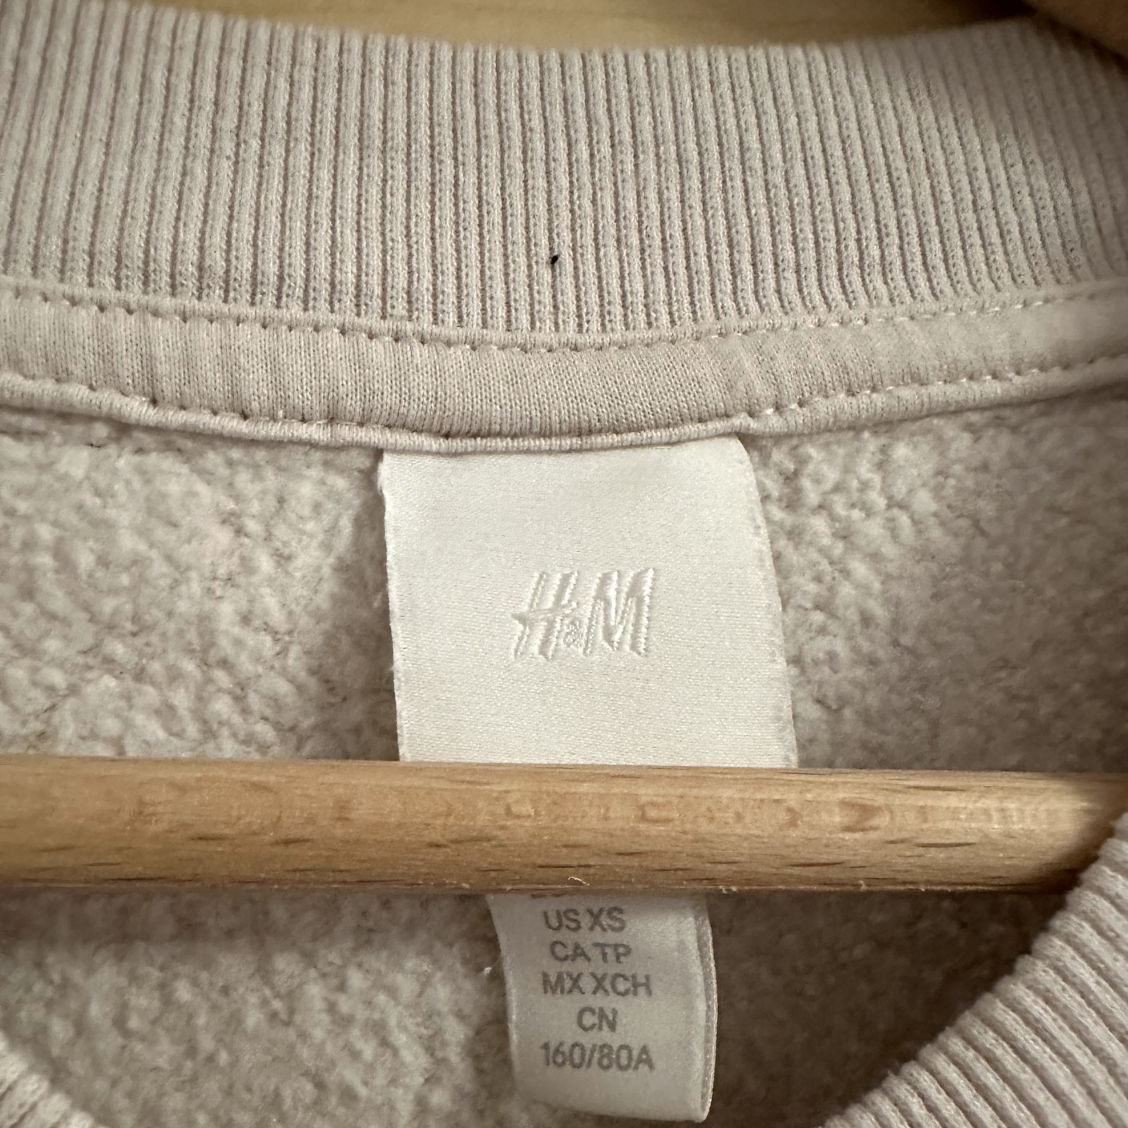 H&M
US XS
CA TP
MX XCH
CN
160/80A